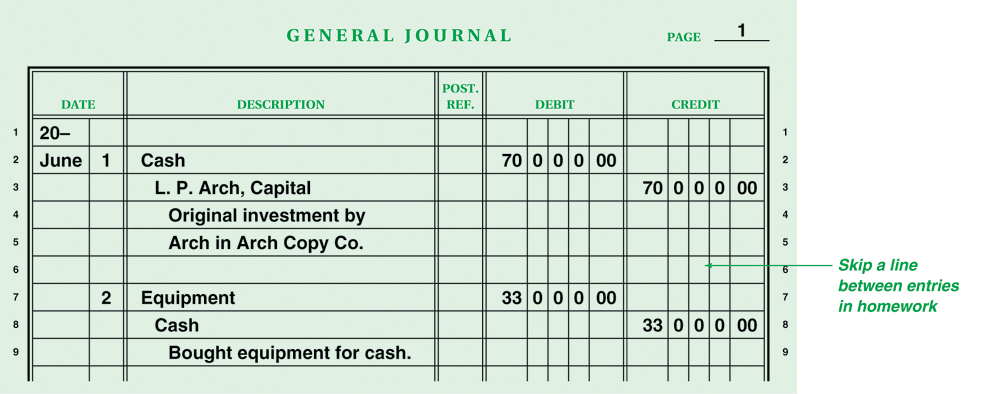 GENERAL JOURNAL PAGE 1
DATE DESCRIPTION POST. REF. DEBIT CREDIT
1 20– 1
2 June 1 Cash 70 0 0 0 00 2
3 L. P. Arch, Capital 70 0 0 0 00 3
4 Original investment by 4
5 Arch in Arch Copy Co. 5
6 6
Skip a line
between entries
in homework
7 2 Equipment 33 0 0 0 00 7
8 Cash 33 0 0 0 00 8
9 Bought equipment for cash. 9